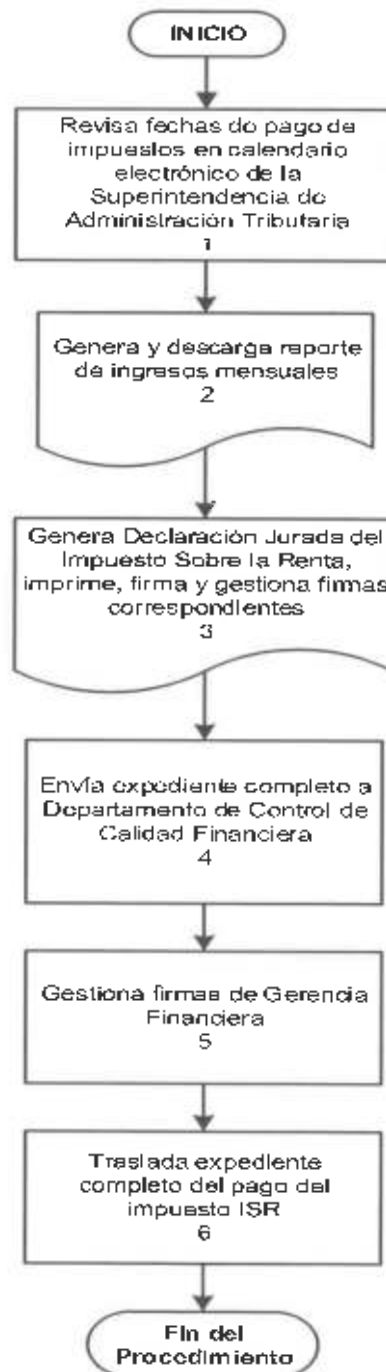 INICIO
Revisa fechas de pago de
impuestos en calendario
electrónico de la
Superintendencia de
Administración Tributaria
1
Genera y descarga reporte
de ingresos mensuales
2
Genera Declaración Jurada del
Impuesto Sobre la Renta,
imprime, firma y gestiona firmas
correspondientes
3
Envía expediente completo a
Departamento de Control de
Calidad Financiera
4
Gestiona firmas de Gerencia
Financiera
5
Traslada expediente
completo del pago del
impuesto ISR
6
Fin del
Procedimiento